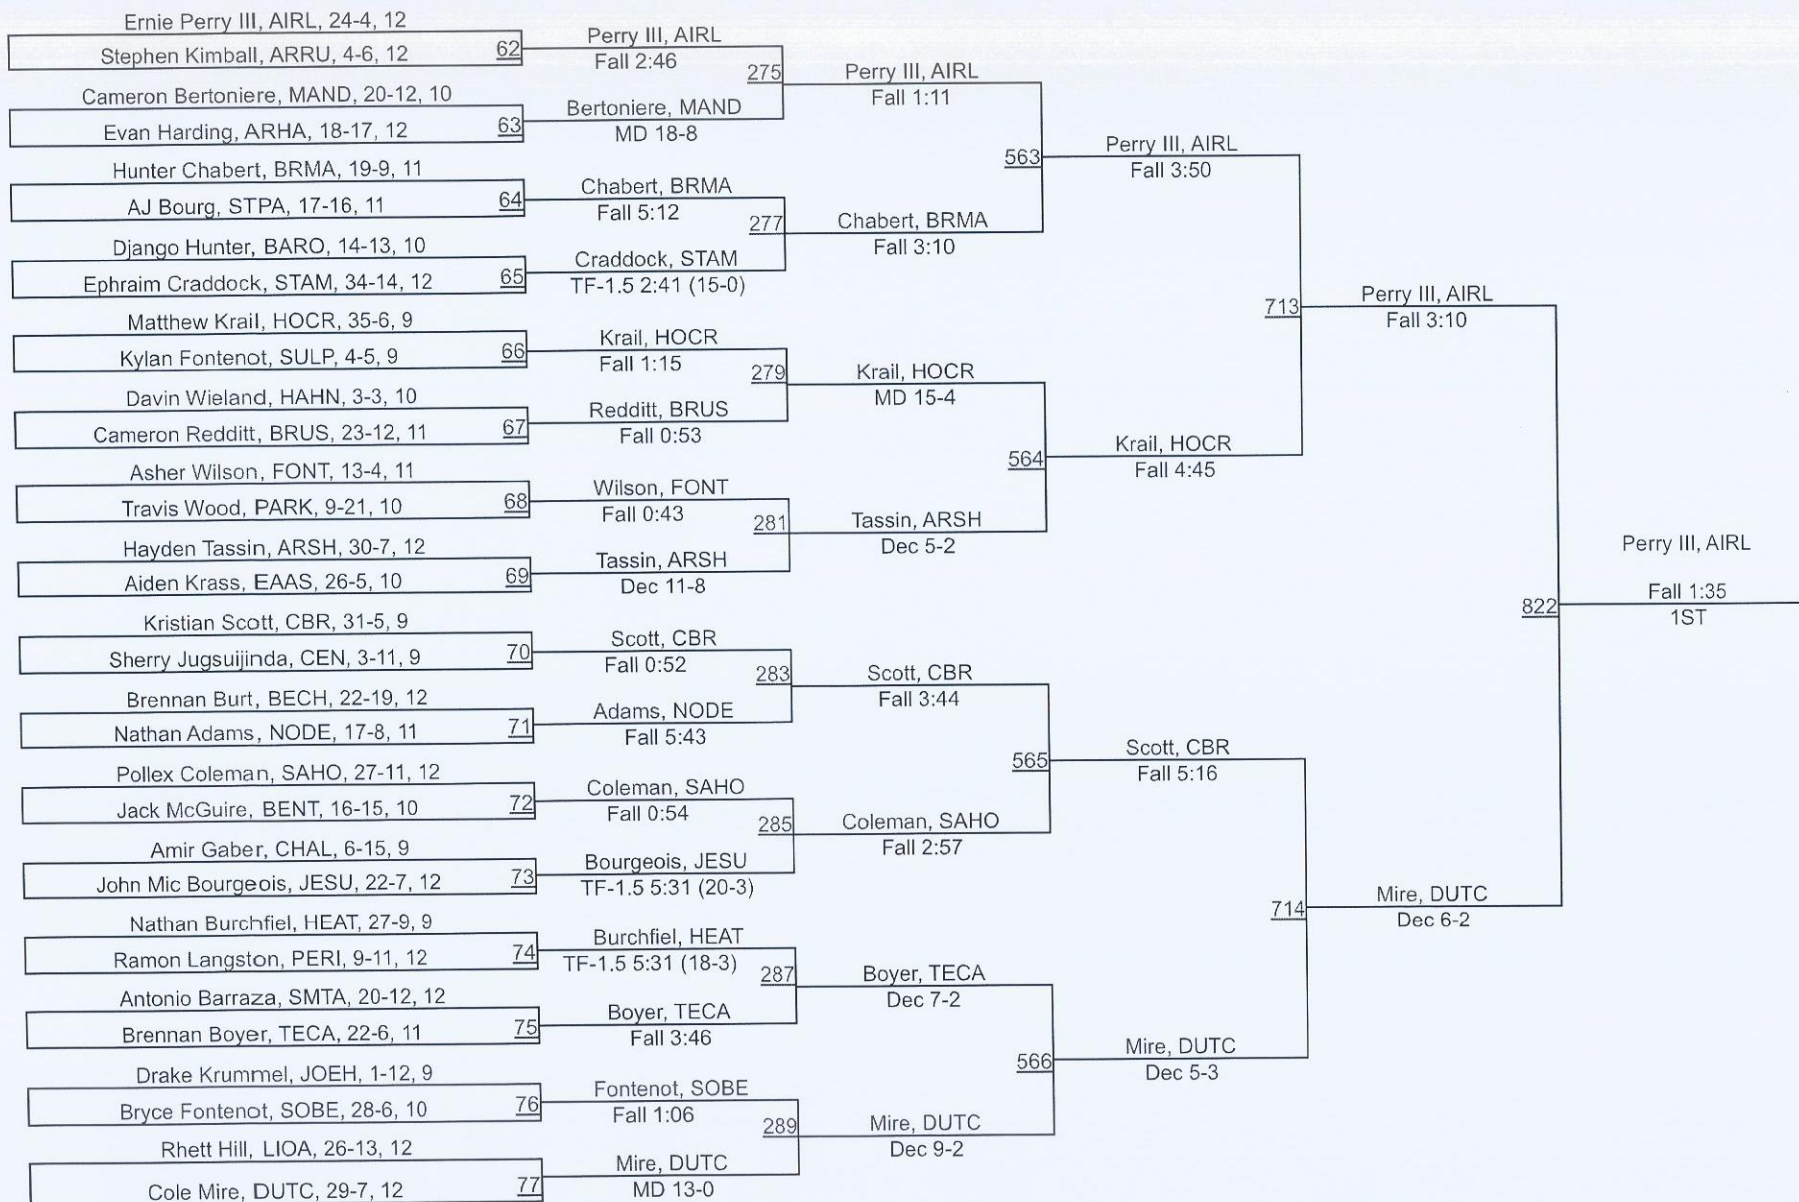 Ernie Perry III, AIRL, 24-4, 12
Stephen Kimball, ARRU, 4-6, 12
62
Cameron Bertoniere, MAND, 20-12, 10
Evan Harding, ARHA, 18-17, 12
63
Hunter Chabert, BRMA, 19-9, 11
AJ Bourg, STPA, 17-16, 11
64
Django Hunter, BARO, 14-13, 10
Ephraim Craddock, STAM, 34-14, 12
65
Matthew Krail, HOCR, 35-6, 9
Kylan Fontenot, SULP, 4-5, 9
66
Davin Wieland, HAHN, 3-3, 10
Cameron Redditt, BRUS, 23-12, 11
67
Asher Wilson, FONT, 13-4, 11
Travis Wood, PARK, 9-21, 10
68
Hayden Tassin, ARSH, 30-7, 12
Aiden Krass, EAAS, 26-5, 10
69
Kristian Scott, CBR, 31-5, 9
Sherry Jugsuijinda, CEN, 3-11, 9
70
Brennan Burt, BECH, 22-19, 12
Nathan Adams, NODE, 17-8, 11
71
Pollex Coleman, SAHO, 27-11, 12
Jack McGuire, BENT, 16-15, 10
72
Amir Gaber, CHAL, 6-15, 9
John Mic Bourgeois, JESU, 22-7, 12
73
Nathan Burchfiel, HEAT, 27-9, 9
Ramon Langston, PERI, 9-11, 12
74
Antonio Barraza, SMTA, 20-12, 12
Brennan Boyer, TECA, 22-6, 11
75
Drake Krummel, JOEH, 1-12, 9
Bryce Fontenot, SOBE, 28-6, 10
76
Rhett Hill, LIOA, 26-13, 12
Cole Mire, DUTC, 29-7, 12
77
Perry III, AIRL
Fall 2:46
275
Bertoniere, MAND
MD 18-8
Chabert, BRMA
Fall 5:12
277
Craddock, STAM
TF-1.5 2:41 (15-0)
Krail, HOCR
Fall 1:15
279
Redditt, BRUS
Fall 0:53
Wilson, FONT
Fall 0:43
281
Tassin, ARSH
Dec 11-8
Scott, CBR
Fall 0:52
283
Adams, NODE
Fall 5:43
Coleman, SAHO
Fall 0:54
285
Bourgeois, JESU
TF-1.5 5:31 (20-3)
Burchfiel, HEAT
TF-1.5 5:31 (18-3)
287
Boyer, TECA
Fall 3:46
Fontenot, SOBE
Fall 1:06
289
Mire, DUTC
MD 13-0
Perry III, AIRL
Fall 1:11
563
Chabert, BRMA
Fall 3:10
Krail, HOCR
MD 15-4
564
Tassin, ARSH
Dec 5-2
Scott, CBR
Fall 3:44
565
Coleman, SAHO
Fall 2:57
Boyer, TECA
Dec 7-2
566
Mire, DUTC
Dec 9-2
Perry III, AIRL
Fall 3:50
713
Krail, HOCR
Fall 4:45
Scott, CBR
Fall 5:16
714
Mire, DUTC
Dec 5-3
Perry III, AIRL
Fall 3:10
822
Mire, DUTC
Dec 6-2
Perry III, AIRL
Fall 1:35
1ST